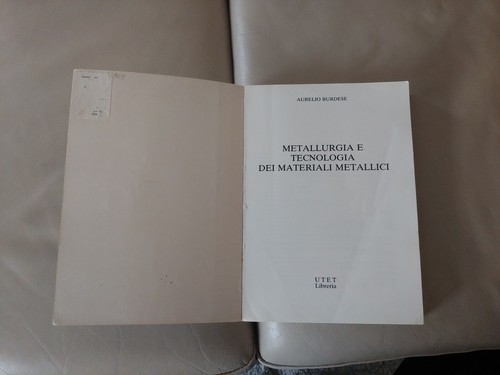 AURELIO BURDESE
METALLURGIA E
TECNOLOGIA
DEI MATERIALI METALLICI
UTET
Libreria